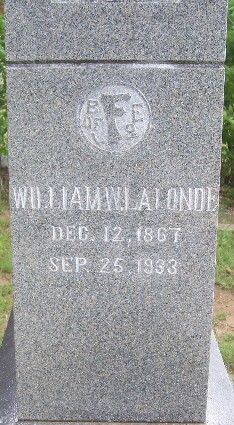 B F E
WILLIAM W. LALONDE
DEC. 12, 1867
SEP. 25, 1933